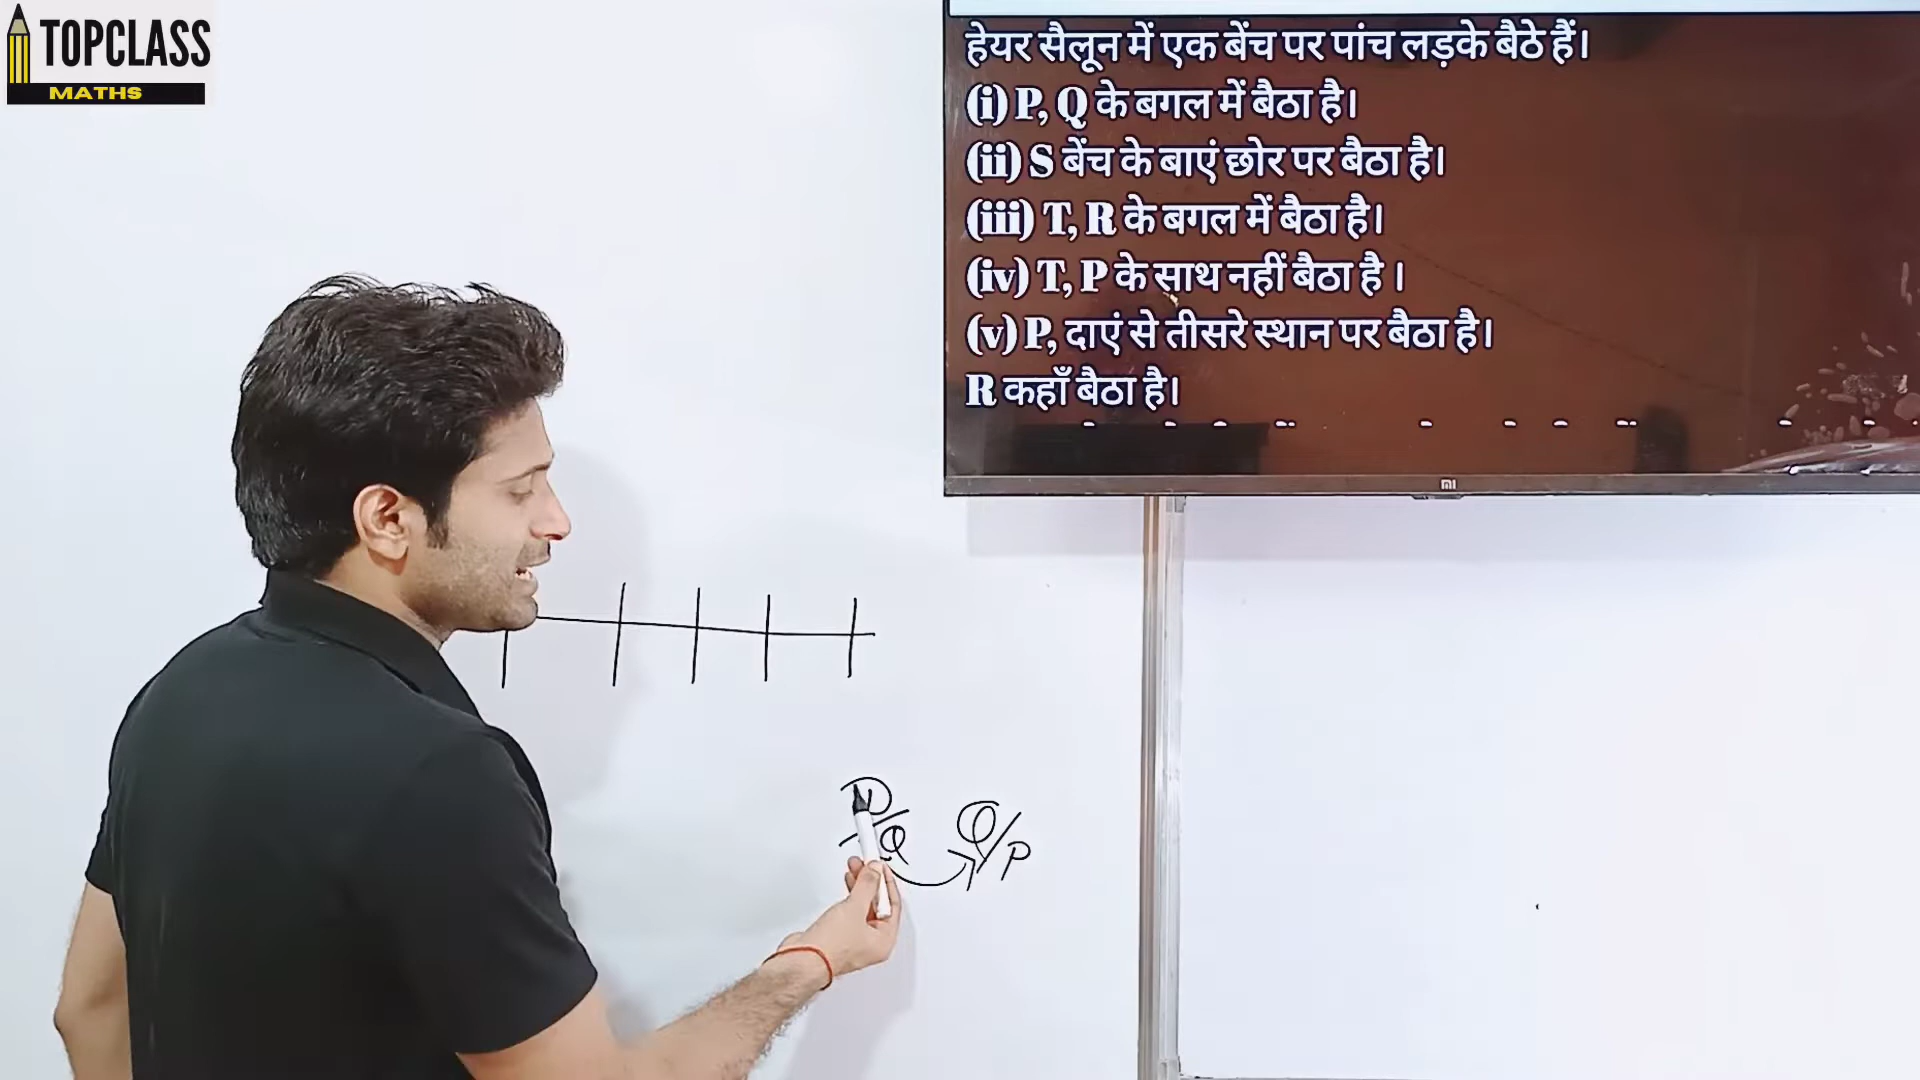 TOPCLASS
MATHS
हेयर सैलून में एक बेंच पर पांच लड़के बैठे हैं।
(i) P, Q के बगल में बैठा है।
(ii) S बेंच के बाएं छोर पर बैठा है।
(iii) T, R के बगल में बैठा है।
(iv) T, P के साथ नहीं बैठा है ।
(v) P, दाएं से तीसरे स्थान पर बैठा है।
R कहाँ बैठा है।
mi
P/Q Q/P